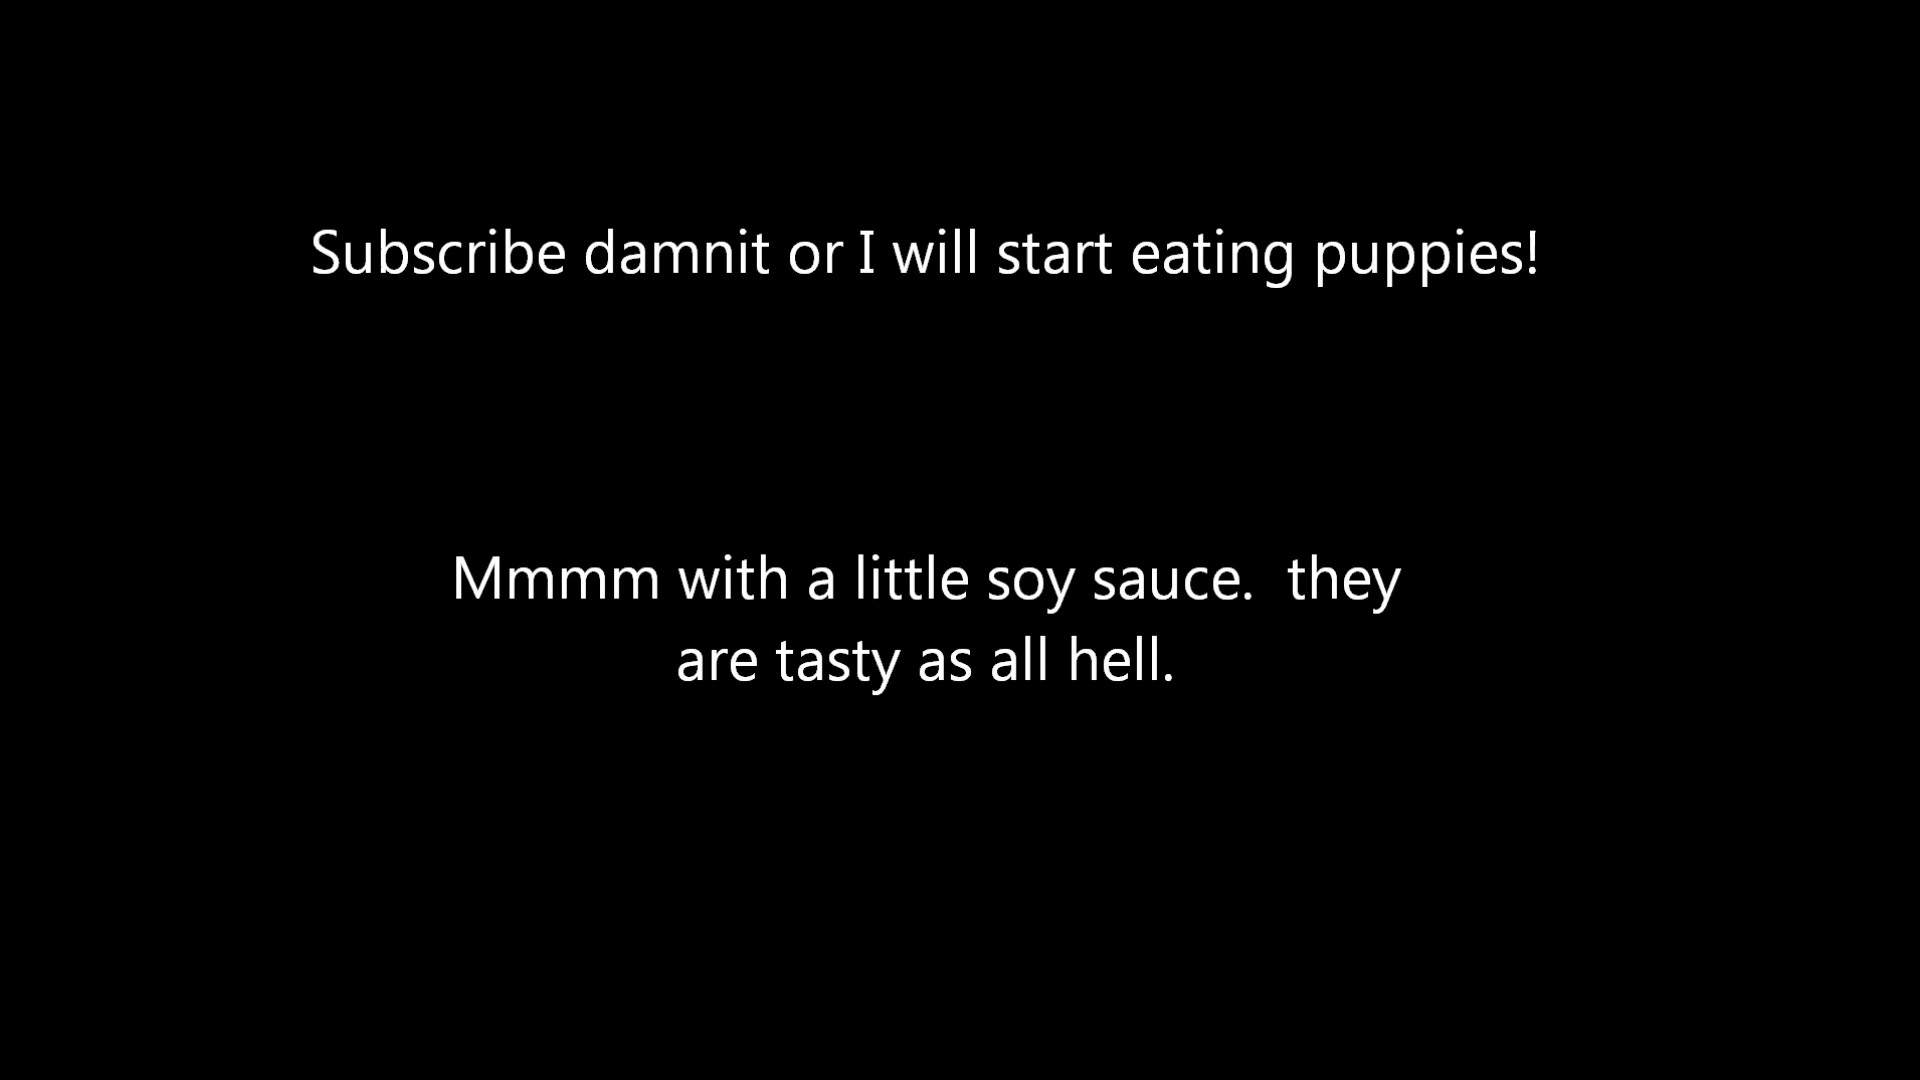 Subscribe damnit or I will start eating puppies!
Mmmm with a little soy sauce.  they
are tasty as all hell.